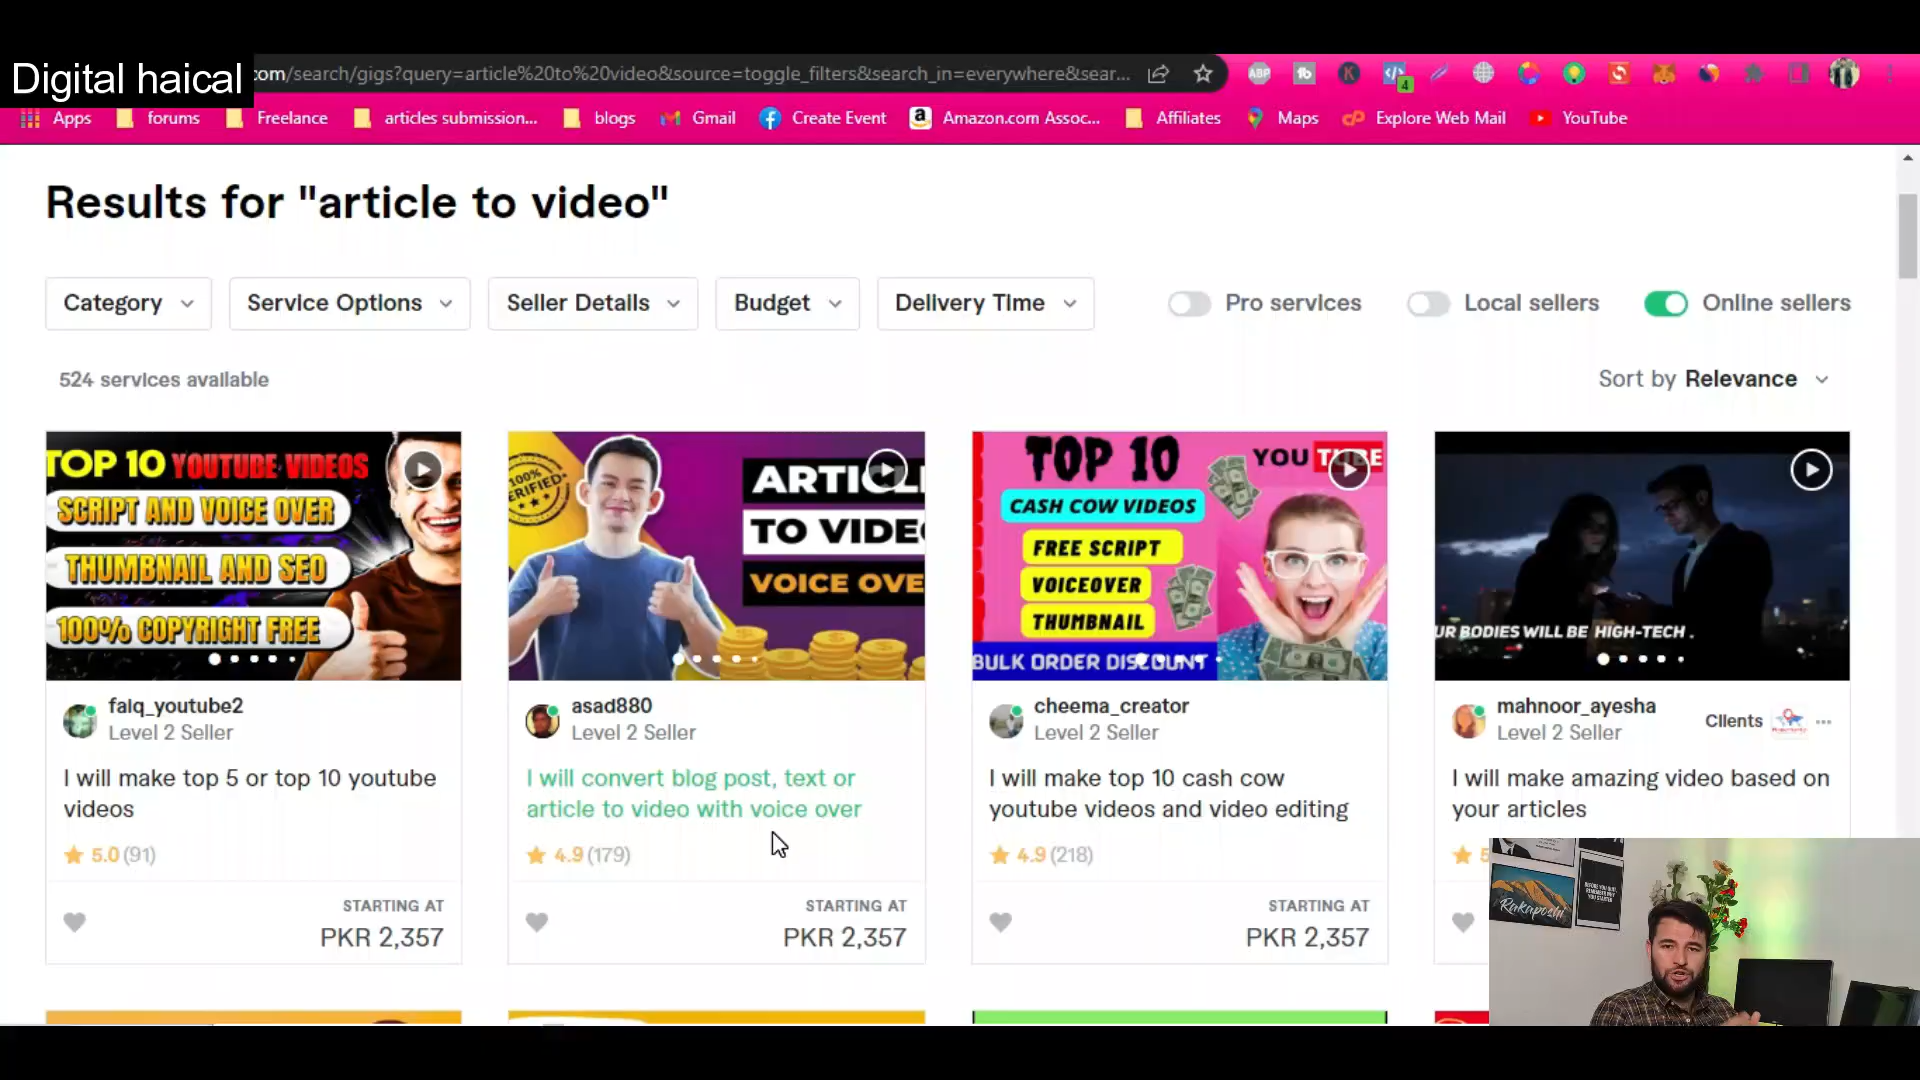 Digital haical
com/search/gigs?query=article%20to%20video&source=toggle_filters&search_in=everywhere&sear...
ABP
4
Apps
forums
Freelance
articles submission...
blogs
Gmail
Create Event
Amazon.com Assoc...
Affiliates
Maps
Explore Web Mail
YouTube
Results for "article to video"
Category
Service Options
Seller Details
Budget
Delivery Time
Pro services
Local sellers
Online sellers
524 services available
Sort by Relevance
TOP 10 YOUTUBE VIDEOS
SCRIPT AND VOICE OVER
THUMBNAIL AND SEO
100% COPYRIGHT FREE
100%
ERIFIED
ARTICL
TO VIDE
VOICE OVE
TOP 10 YOU TUBE
CASH COW VIDEOS
FREE SCRIPT
VOICEOVER
THUMBNAIL
BULK ORDER DISCOUNT
UR BODIES WILL BE HIGH-TECH .
faiq_youtube2
Level 2 Seller
asad880
Level 2 Seller
cheema_creator
Level 2 Seller
mahnoor_ayesha
Level 2 Seller
Clients
I will make top 5 or top 10 youtube
videos
I will convert blog post, text or
article to video with voice over
I will make top 10 cash cow
youtube videos and video editing
I will make amazing video based on
your articles
5.0 (91)
4.9 (179)
4.9 (218)
5
STARTING AT
PKR 2,357
STARTING AT
PKR 2,357
STARTING AT
PKR 2,357
Rakaposhi